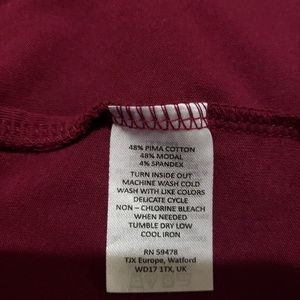 48% PIMA COTTON
48% MODAL
4% SPANDEX
TURN INSIDE OUT
MACHINE WASH COLD
WASH WITH LIKE COLORS
DELICATE CYCLE
NON – CHLORINE BLEACH
WHEN NEEDED
TUMBLE DRY LOW
COOL IRON
RN 59478
TJX Europe, Watford
WD17 1TX, UK